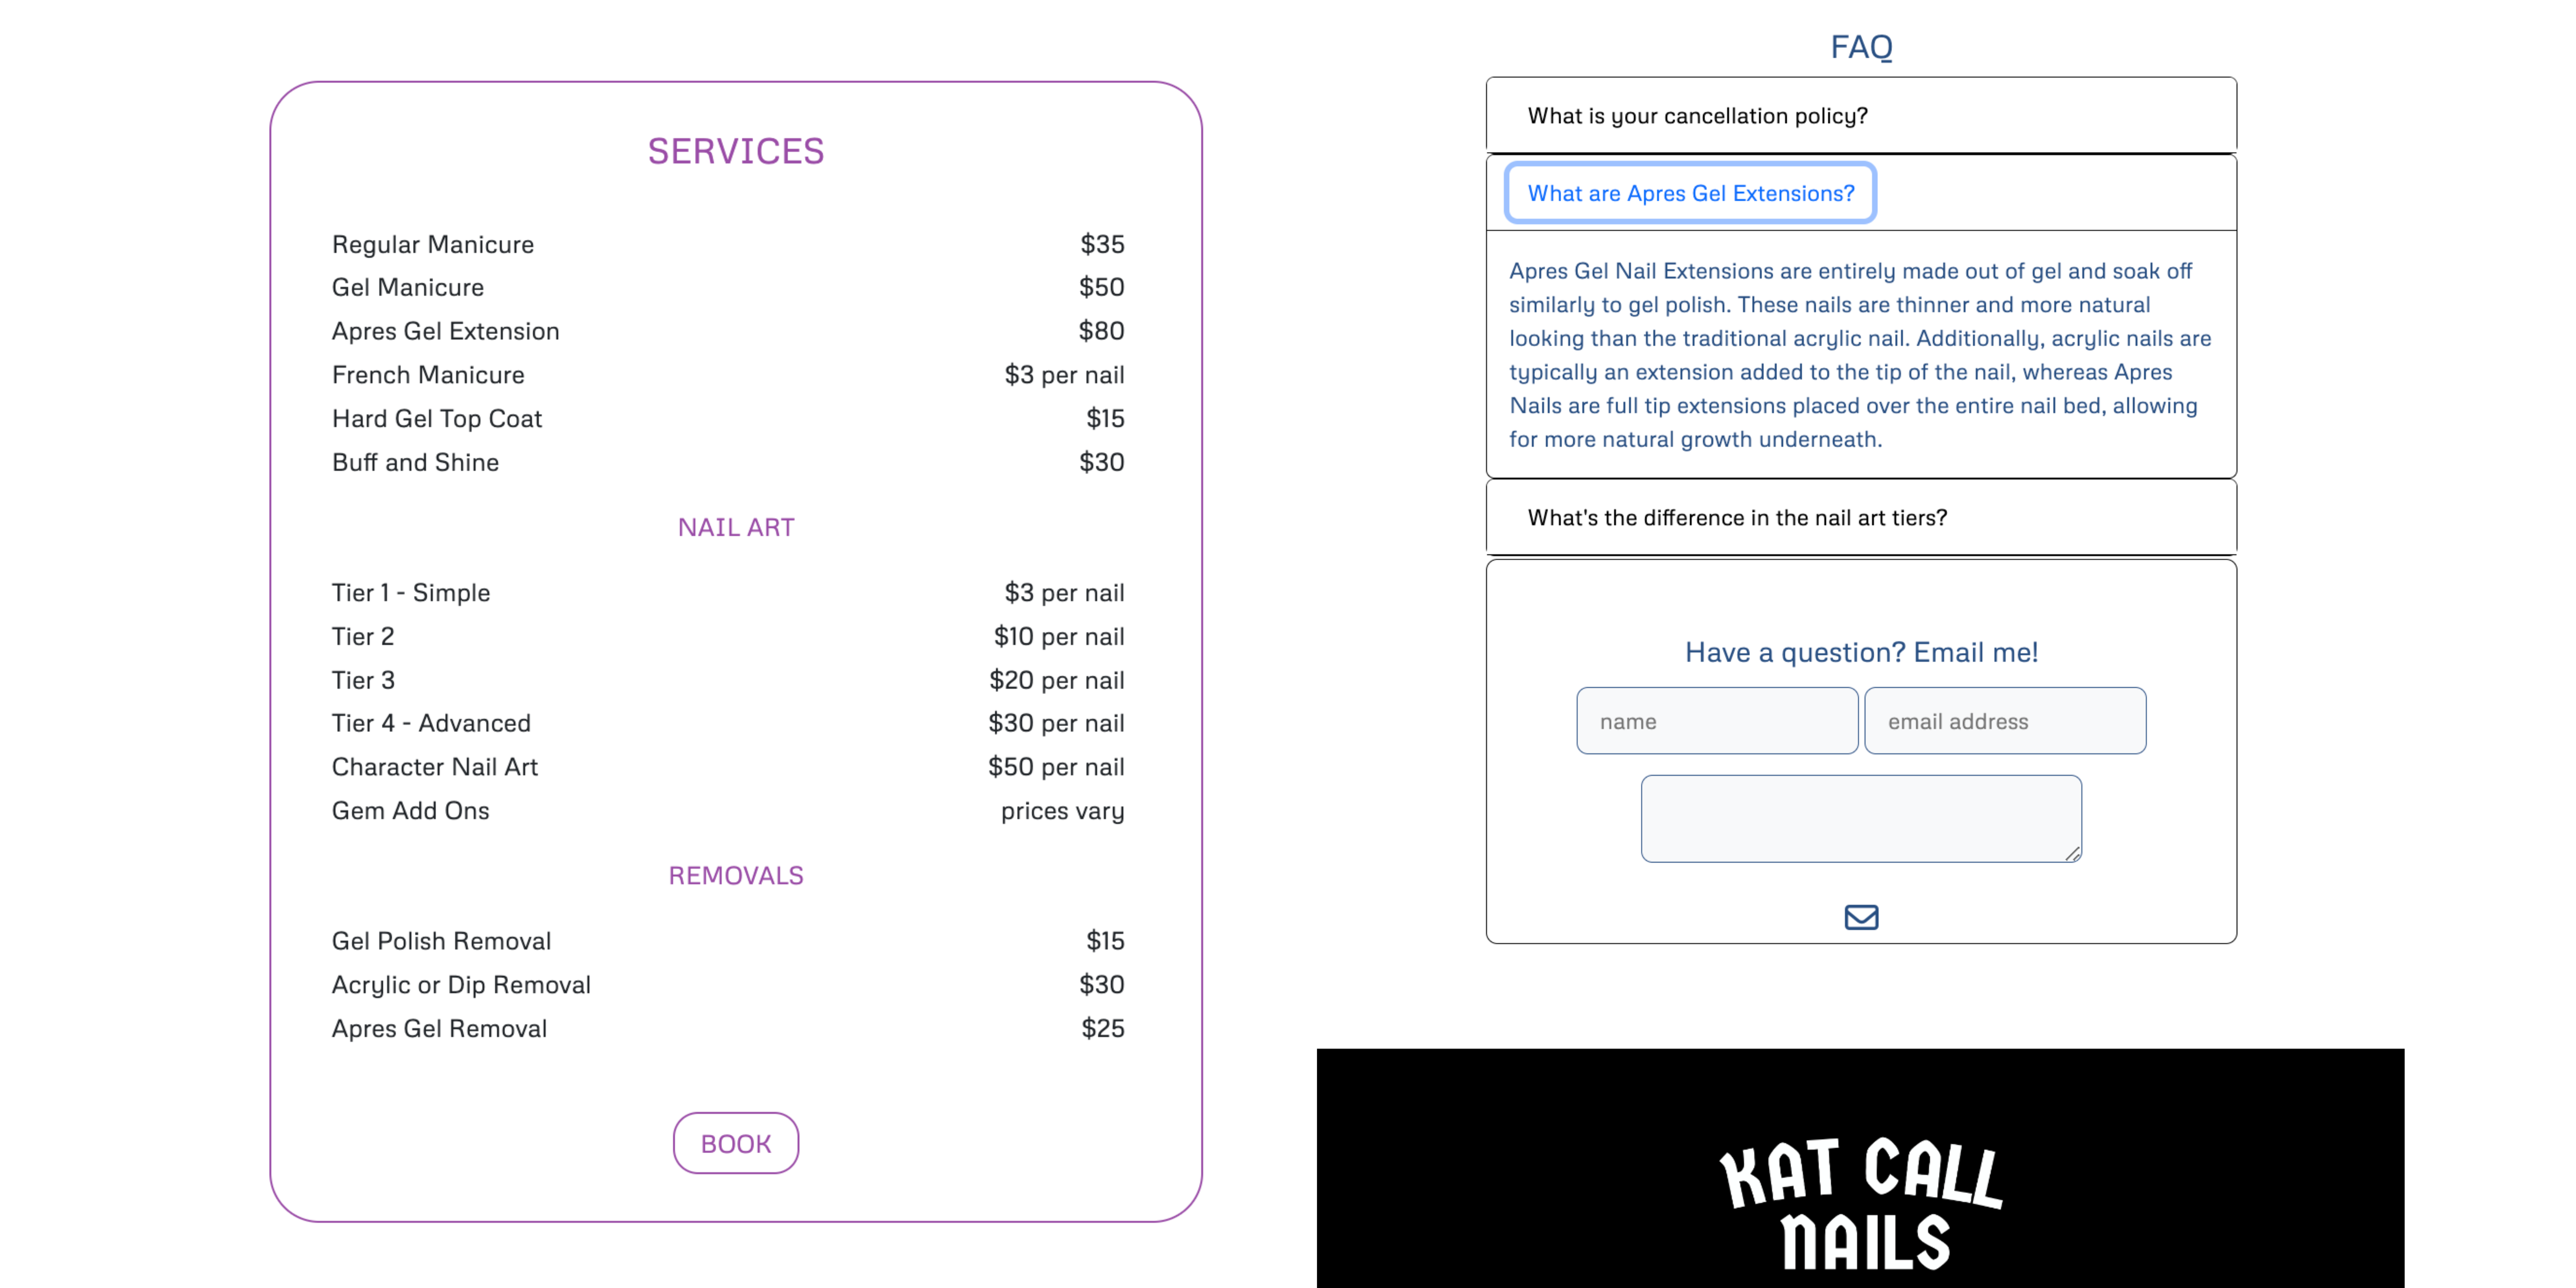 SERVICES
Regular Manicure $35
Gel Manicure $50
Apres Gel Extension $80
French Manicure $3 per nail
Hard Gel Top Coat $15
Buff and Shine $30
NAIL ART
Tier 1 - Simple $3 per nail
Tier 2 $10 per nail
Tier 3 $20 per nail
Tier 4 - Advanced $30 per nail
Character Nail Art $50 per nail
Gem Add Ons prices vary
REMOVALS
Gel Polish Removal $15
Acrylic or Dip Removal $30
Apres Gel Removal $25
BOOK
FAQ
What is your cancellation policy?
What are Apres Gel Extensions?
Apres Gel Nail Extensions are entirely made out of gel and soak off
similarly to gel polish. These nails are thinner and more natural
looking than the traditional acrylic nail. Additionally, acrylic nails are
typically an extension added to the tip of the nail, whereas Apres
Nails are full tip extensions placed over the entire nail bed, allowing
for more natural growth underneath.
What's the difference in the nail art tiers?
Have a question? Email me!
name
email address
KAT CALL
NAILS